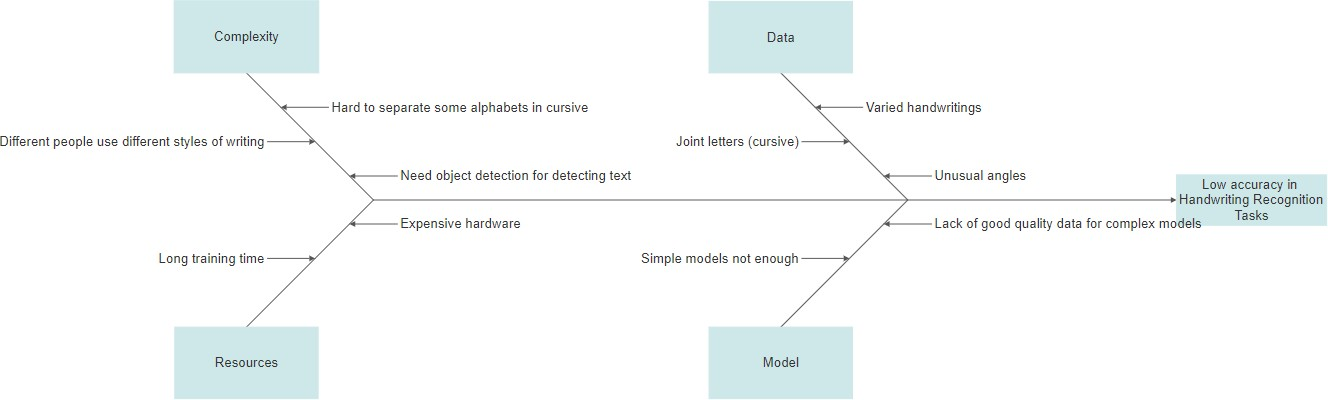 Complexity
Data
Hard to separate some alphabets in cursive
Varied handwritings
Different people use different styles of writing
Joint letters (cursive)
Need object detection for detecting text
Unusual angles
Low accuracy in
Handwriting Recognition
Tasks
Expensive hardware
Lack of good quality data for complex models
Long training time
Simple models not enough
Resources
Model